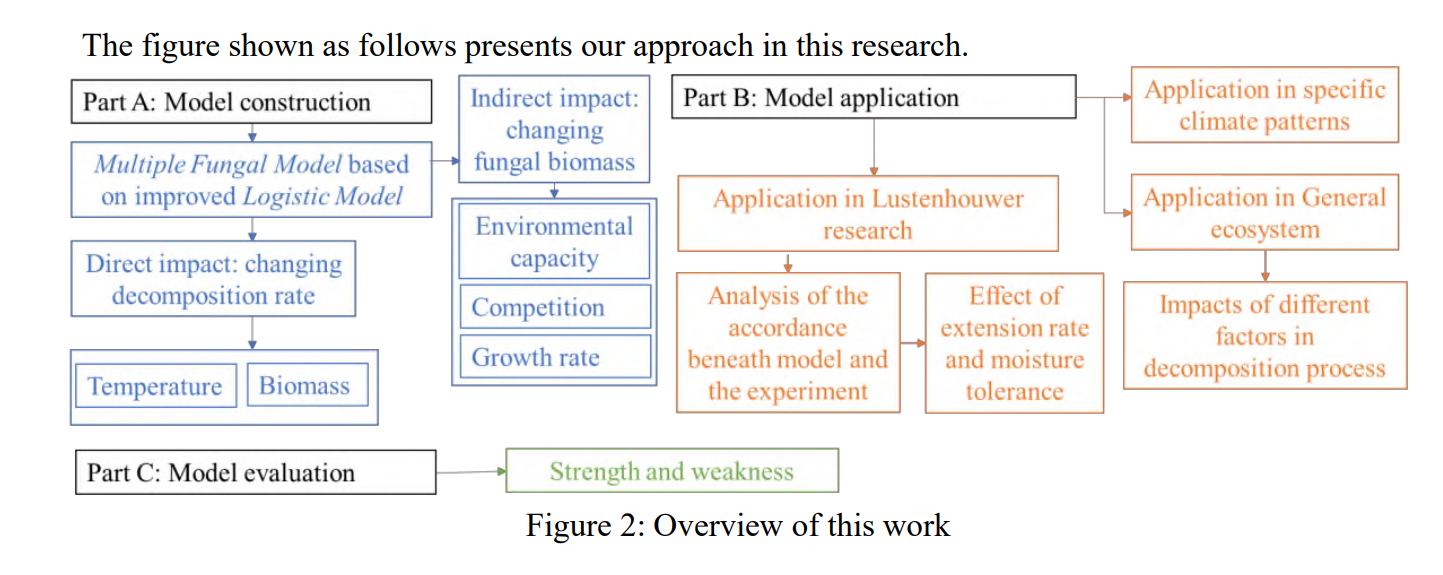 The figure shown as follows presents our approach in this research.
Part A: Model construction
Multiple Fungal Model based
on improved Logistic Model
Direct impact: changing
decomposition rate
Temperature
Biomass
Indirect impact:
changing
fungal biomass
Environmental
capacity
Competition
Growth rate
Part B: Model application
Application in Lustenhouwer
research
Analysis of the
accordance
beneath model and
the experiment
Effect of
extension rate
and moisture
tolerance
Application in specific
climate patterns
Application in General
ecosystem
Impacts of different
factors in
decomposition process
Part C: Model evaluation
Strength and weakness
Figure 2: Overview of this work